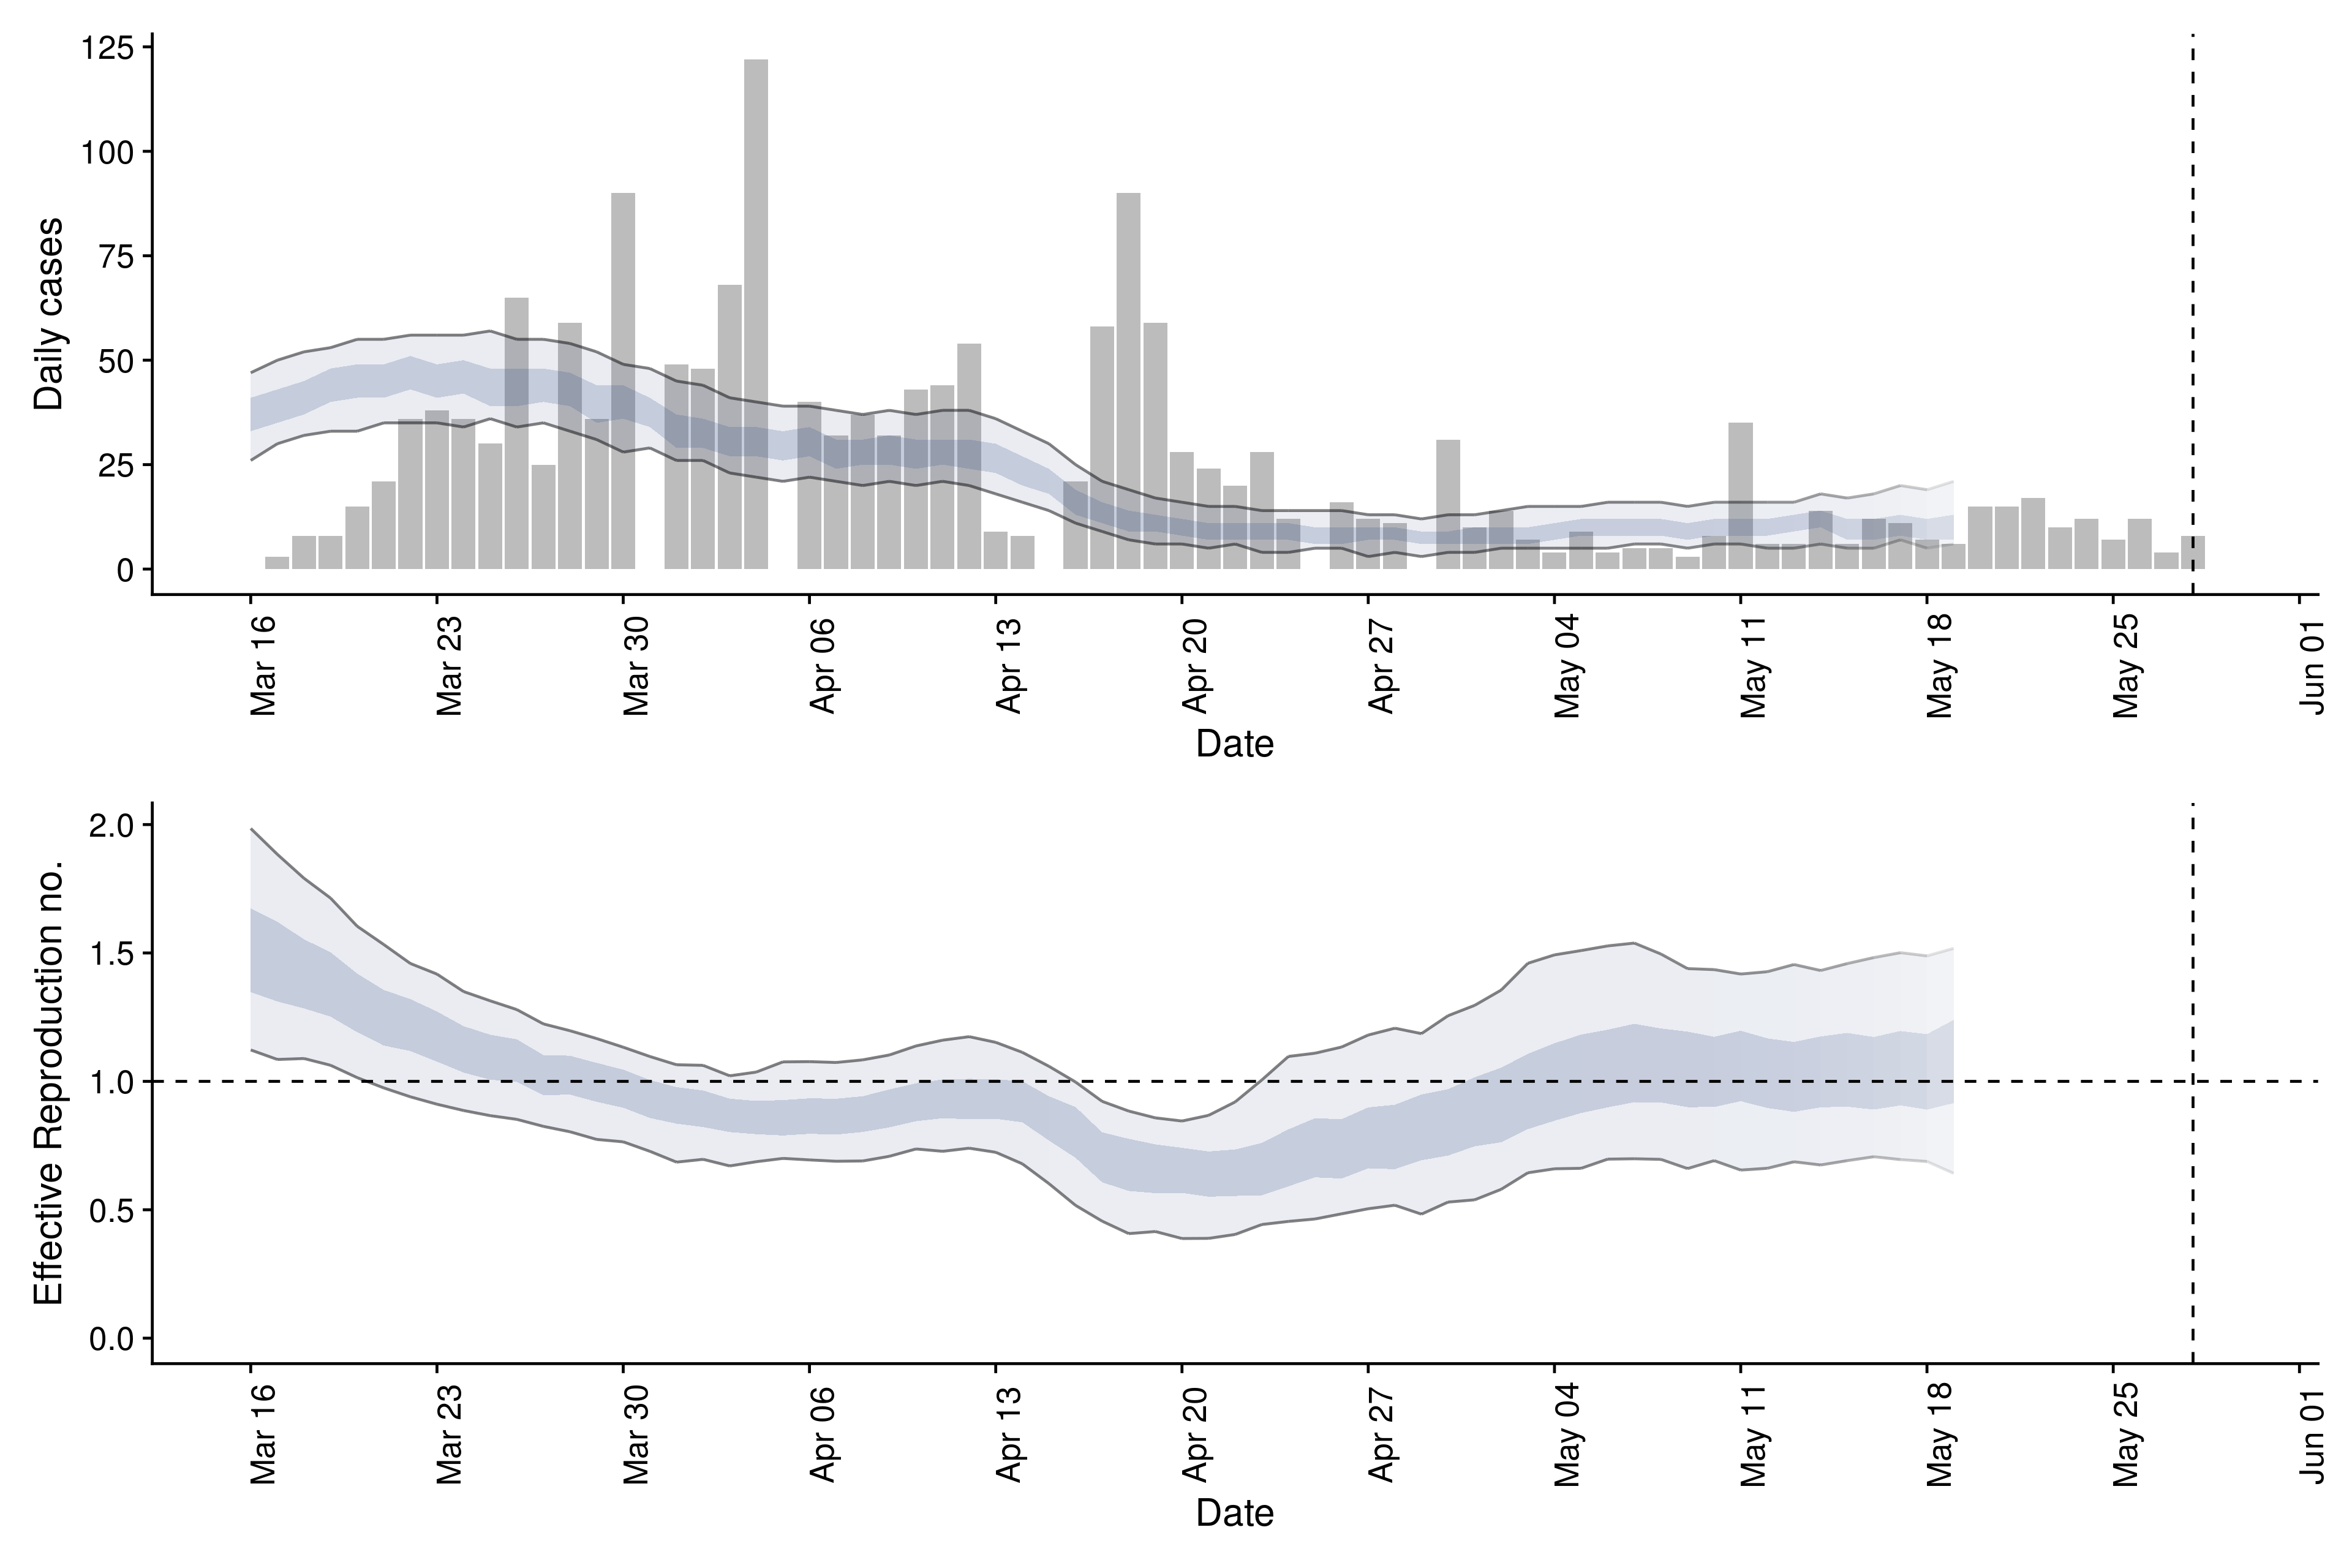 125
100
75
50
25
0
Daily cases
Mar 16
Mar 23
Mar 30
Apr 06
Apr 13
Apr 20
Apr 27
May 04
May 11
May 18
May 25
Jun 01
Date
2.0
1.5
1.0
0.5
0.0
Effective Reproduction no.
Mar 16
Mar 23
Mar 30
Apr 06
Apr 13
Apr 20
Apr 27
May 04
May 11
May 18
May 25
Jun 01
Date